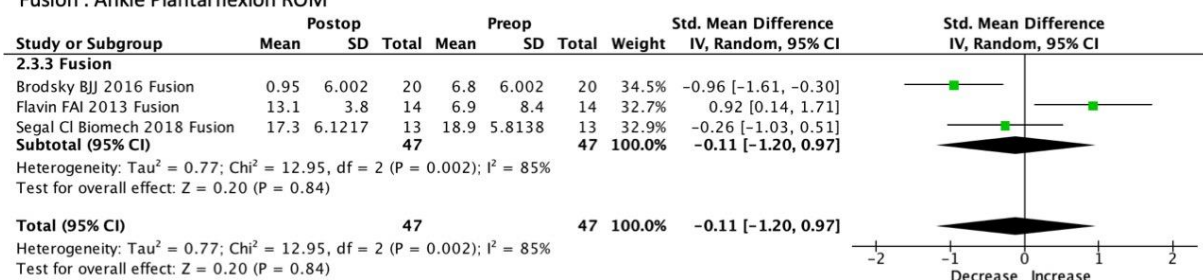 Fusion : Ankle Plantarflexion ROM
Postop Preop Std. Mean Difference Std. Mean Difference
Study or Subgroup Mean SD Total Mean SD Total Weight IV, Random, 95% CI IV, Random, 95% CI
2.3.3 Fusion
Brodsky BJJ 2016 Fusion 0.95 6.002 20 6.8 6.002 20 34.5% -0.96 [-1.61, -0.30]
Flavin FAI 2013 Fusion 13.1 3.8 14 6.9 8.4 14 32.7% 0.92 [0.14, 1.71]
Segal Cl Biomech 2018 Fusion 17.3 6.1217 13 18.9 5.8138 13 32.9% -0.26 [-1.03, 0.51]
Subtotal (95% CI) 47 47 100.0% -0.11 [-1.20, 0.97]
Heterogeneity: Tau² = 0.77; Chi² = 12.95, df = 2 (P = 0.002); I² = 85%
Test for overall effect: Z = 0.20 (P = 0.84)
Total (95% CI) 47 47 100.0% -0.11 [-1.20, 0.97]
Heterogeneity: Tau² = 0.77; Chi² = 12.95, df = 2 (P = 0.002); I² = 85%
Test for overall effect: Z = 0.20 (P = 0.84)
-2 -1 0 1 2
Decrease Increase